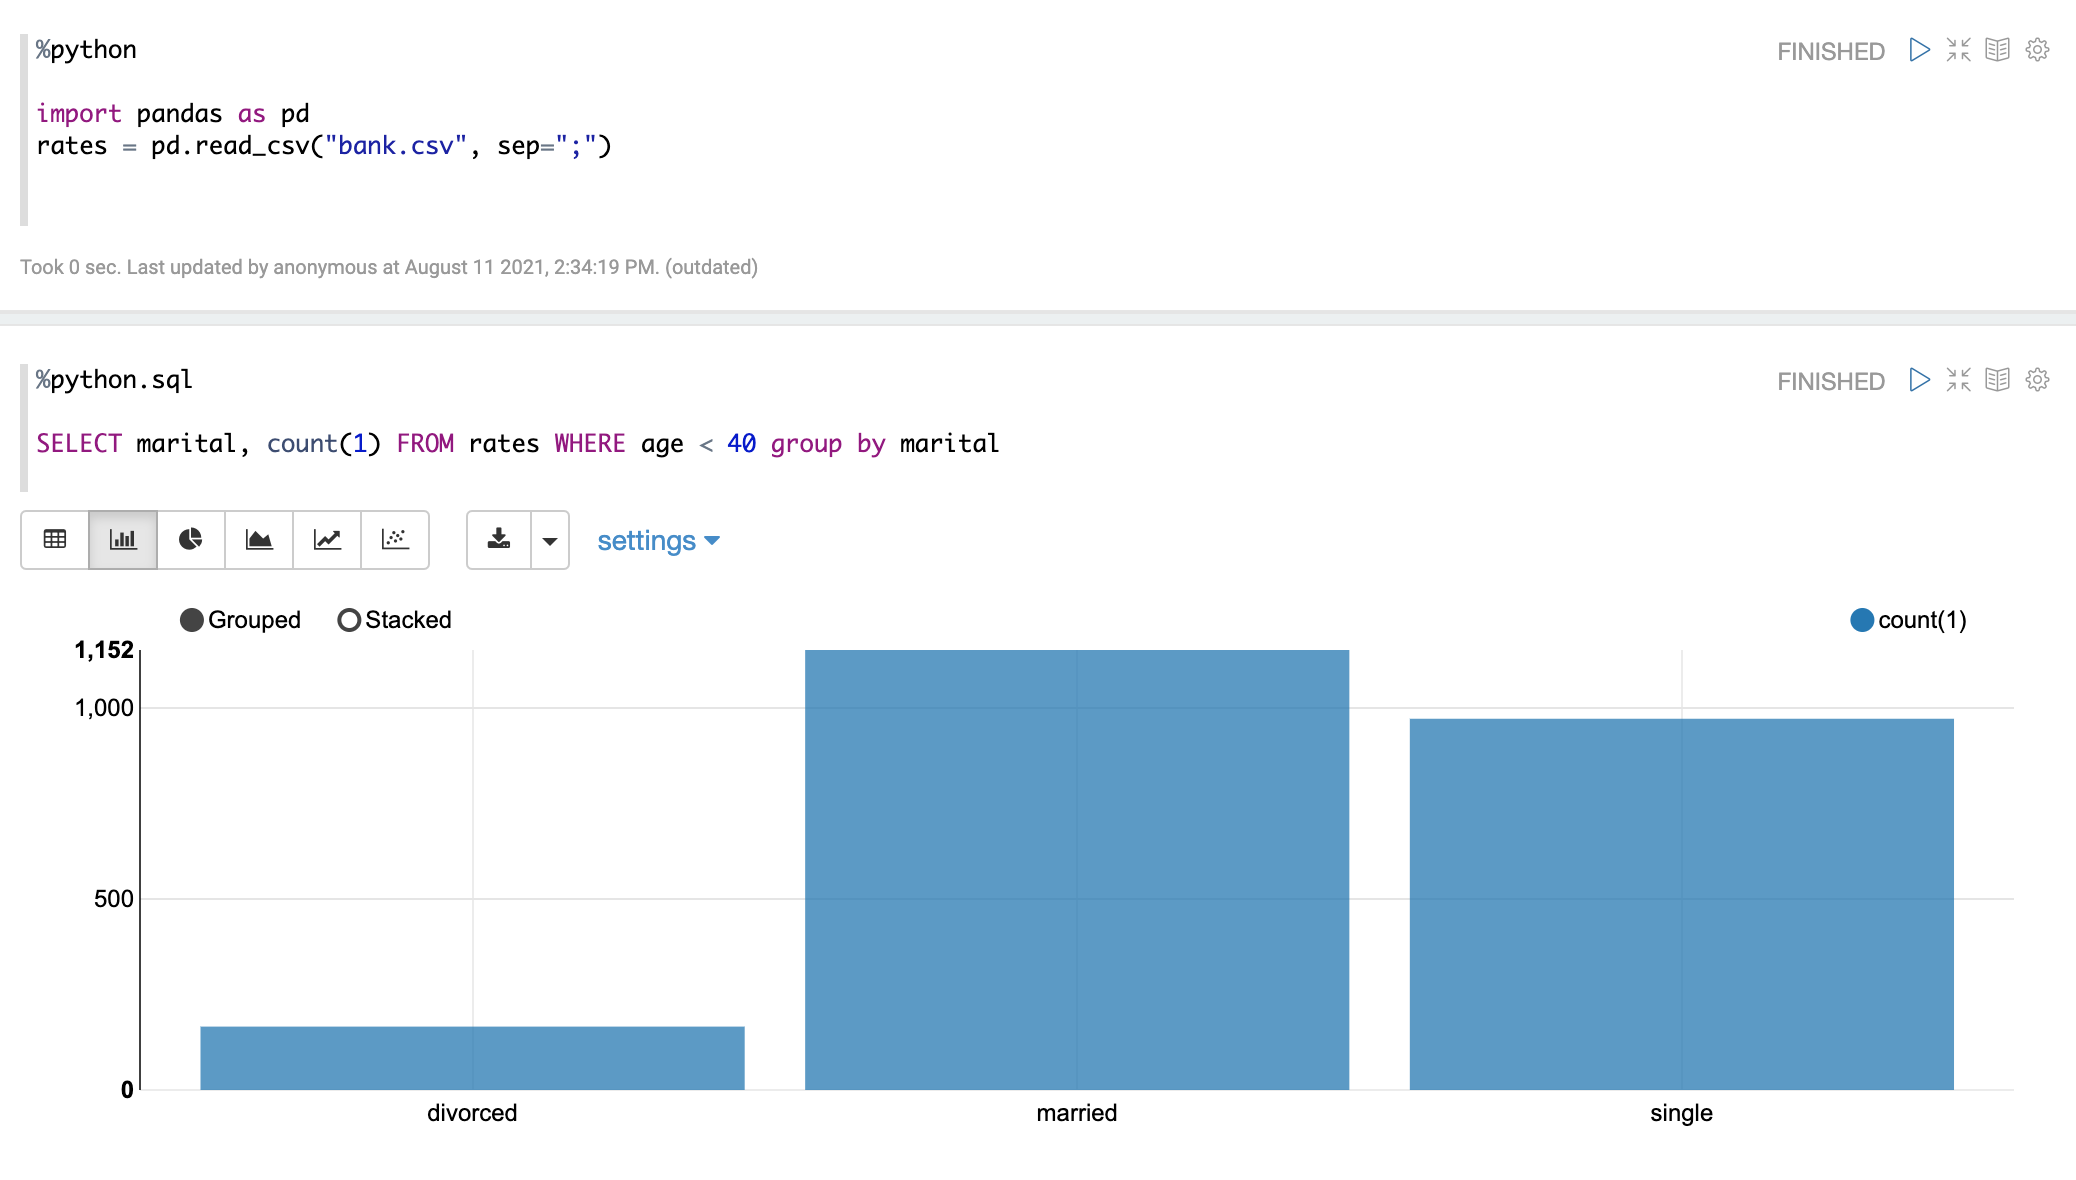 %python
FINISHED
import pandas as pd
rates = pd.read_csv("bank.csv", sep=";")
Took 0 sec. Last updated by anonymous at August 11 2021, 2:34:19 PM. (outdated)
%python.sql
FINISHED
SELECT marital, count(1) FROM rates WHERE age < 40 group by marital
settings
Grouped Stacked count(1)
1,152
1,000
500
0
divorced married single